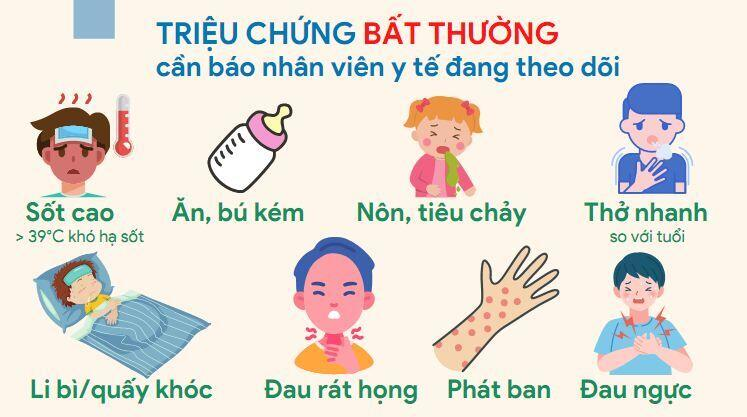 TRIỆU CHỨNG BẤT THƯỜNG
cần báo nhân viên y tế đang theo dõi
Sốt cao
> 39°C khó hạ sốt
Ăn, bú kém
Nôn, tiêu chảy
Thở nhanh
so với tuổi
Li bì/quấy khóc
Đau rát họng
Phát ban
Đau ngực